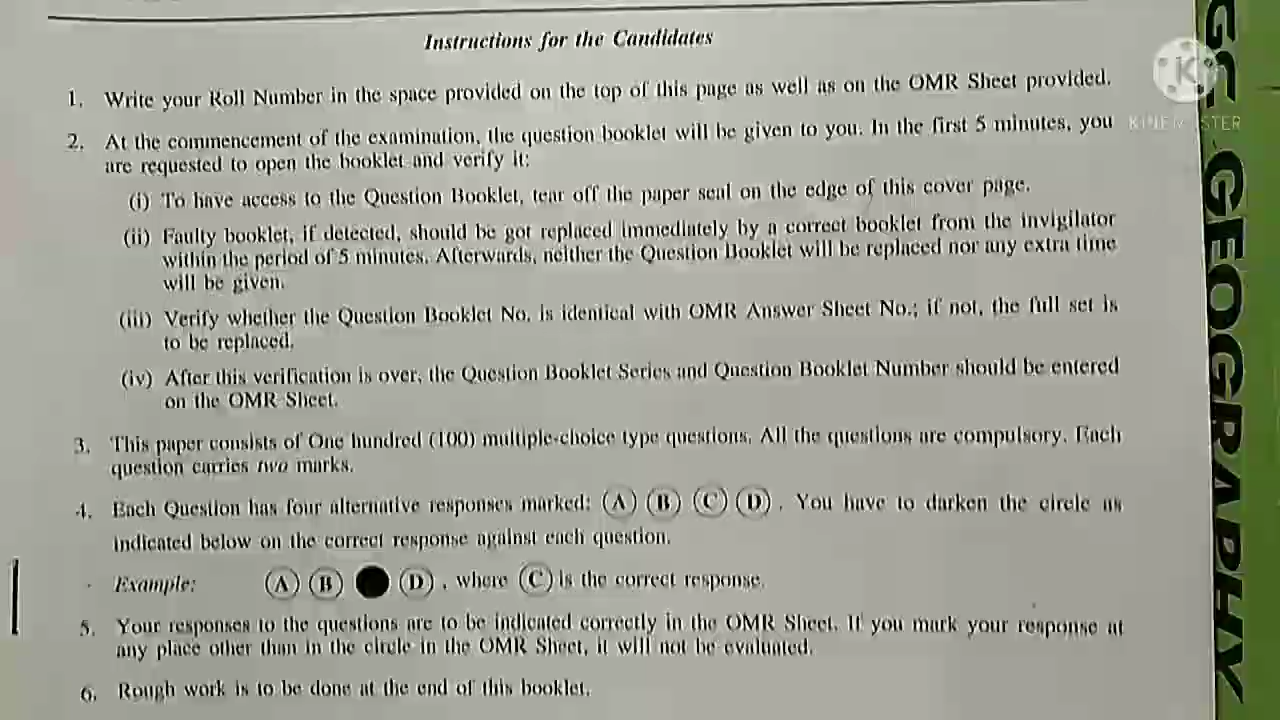 Instructions for the Candidates
1. Write your Roll Number in the space provided on the top of this page as well as on the OMR Sheet provided.
2. At the commencement of the examination, the question booklet will be given to you. In the first 5 minutes, you
are requested to open the booklet and verify it:
(i) To have access to the Question Booklet, tear off the paper seal on the edge of this cover page.
(ii) Faulty booklet, if detected, should be got replaced immediately by a correct booklet from the invigilator
within the period of 5 minutes. Afterwards, neither the Question Booklet will be replaced nor any extra time
will be given.
(iii) Verify whether the Question Booklet No. is identical with OMR Answer Sheet No.; if not, the full set is
to be replaced.
(iv) After this verification is over, the Question Booklet Series and Question Booklet Number should be entered
on the OMR Sheet.
3. This paper consists of One hundred (100) multiple-choice type questions. All the questions are compulsory. Each
question carries two marks.
4. Each Question has four alternative responses marked: (A) (B) (C) (D) . You have to darken the circle as
indicated below on the correct response against each question.
Example: (A) (B) ● (D) , where (C) is the correct response.
5. Your responses to the questions are to be indicated correctly in the OMR Sheet. If you mark your response at
any place other than in the circle in the OMR Sheet, it will not be evaluated.
6. Rough work is to be done at the end of this booklet.
GC GEOGRAPHY
K
KINEMASTER